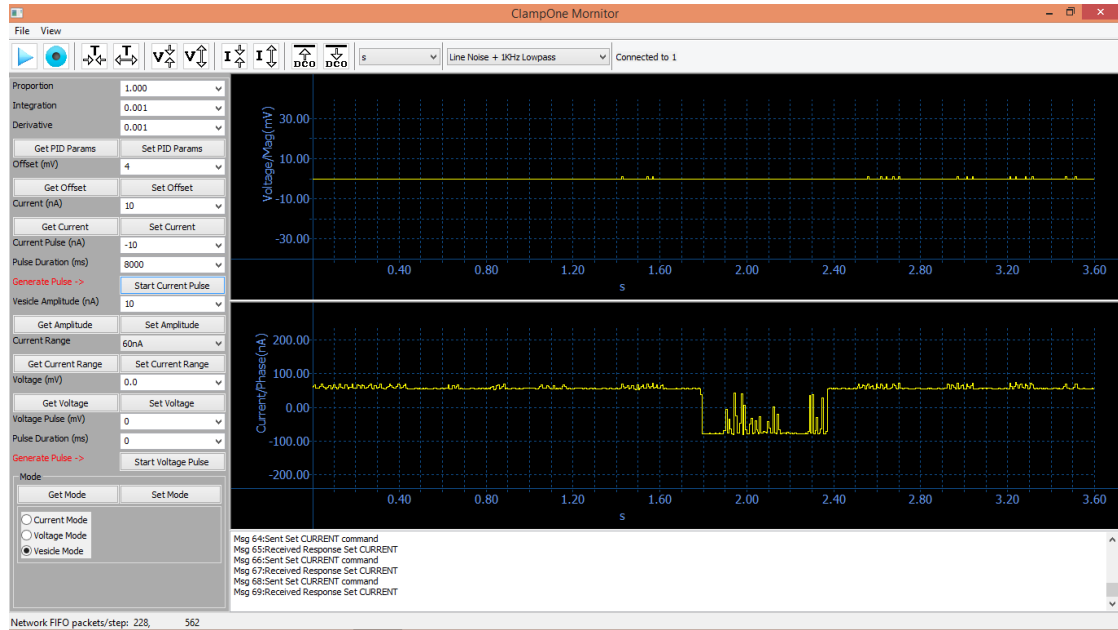 ClampOne Mornitor
File View
T T V V I I DCO DCO s Line Noise + 1KHz Lowpass Connected to 1
Proportion 1.000
Integration 0.001
Derivative 0.001
Get PID Params Set PID Params
Offset (mV) 4
Get Offset Set Offset
Current (nA) 10
Get Current Set Current
Current Pulse (nA) -10
Pulse Duration (ms) 8000
Generate Pulse -> Start Current Pulse
Vesicle Amplitude (nA) 10
Get Amplitude Set Amplitude
Current Range 60nA
Get Current Range Set Current Range
Voltage (mV) 0.0
Get Voltage Set Voltage
Voltage Pulse (mV) 0
Pulse Duration (ms) 0
Generate Pulse -> Start Voltage Pulse
Mode
Get Mode Set Mode
Current Mode
Voltage Mode
Vesicle Mode
Voltage/Mag(mV)
30.00
10.00
-10.00
-30.00
0.40 0.80 1.20 1.60 2.00 2.40 2.80 3.20 3.60
s
Current/Phase(nA)
200.00
100.00
0.00
-100.00
-200.00
0.40 0.80 1.20 1.60 2.00 2.40 2.80 3.20 3.60
s
Msg 64:Sent Set CURRENT command
Msg 65:Received Response Set CURRENT
Msg 66:Sent Set CURRENT command
Msg 67:Received Response Set CURRENT
Msg 68:Sent Set CURRENT command
Msg 69:Received Response Set CURRENT
Network FIFO packets/step: 228, 562